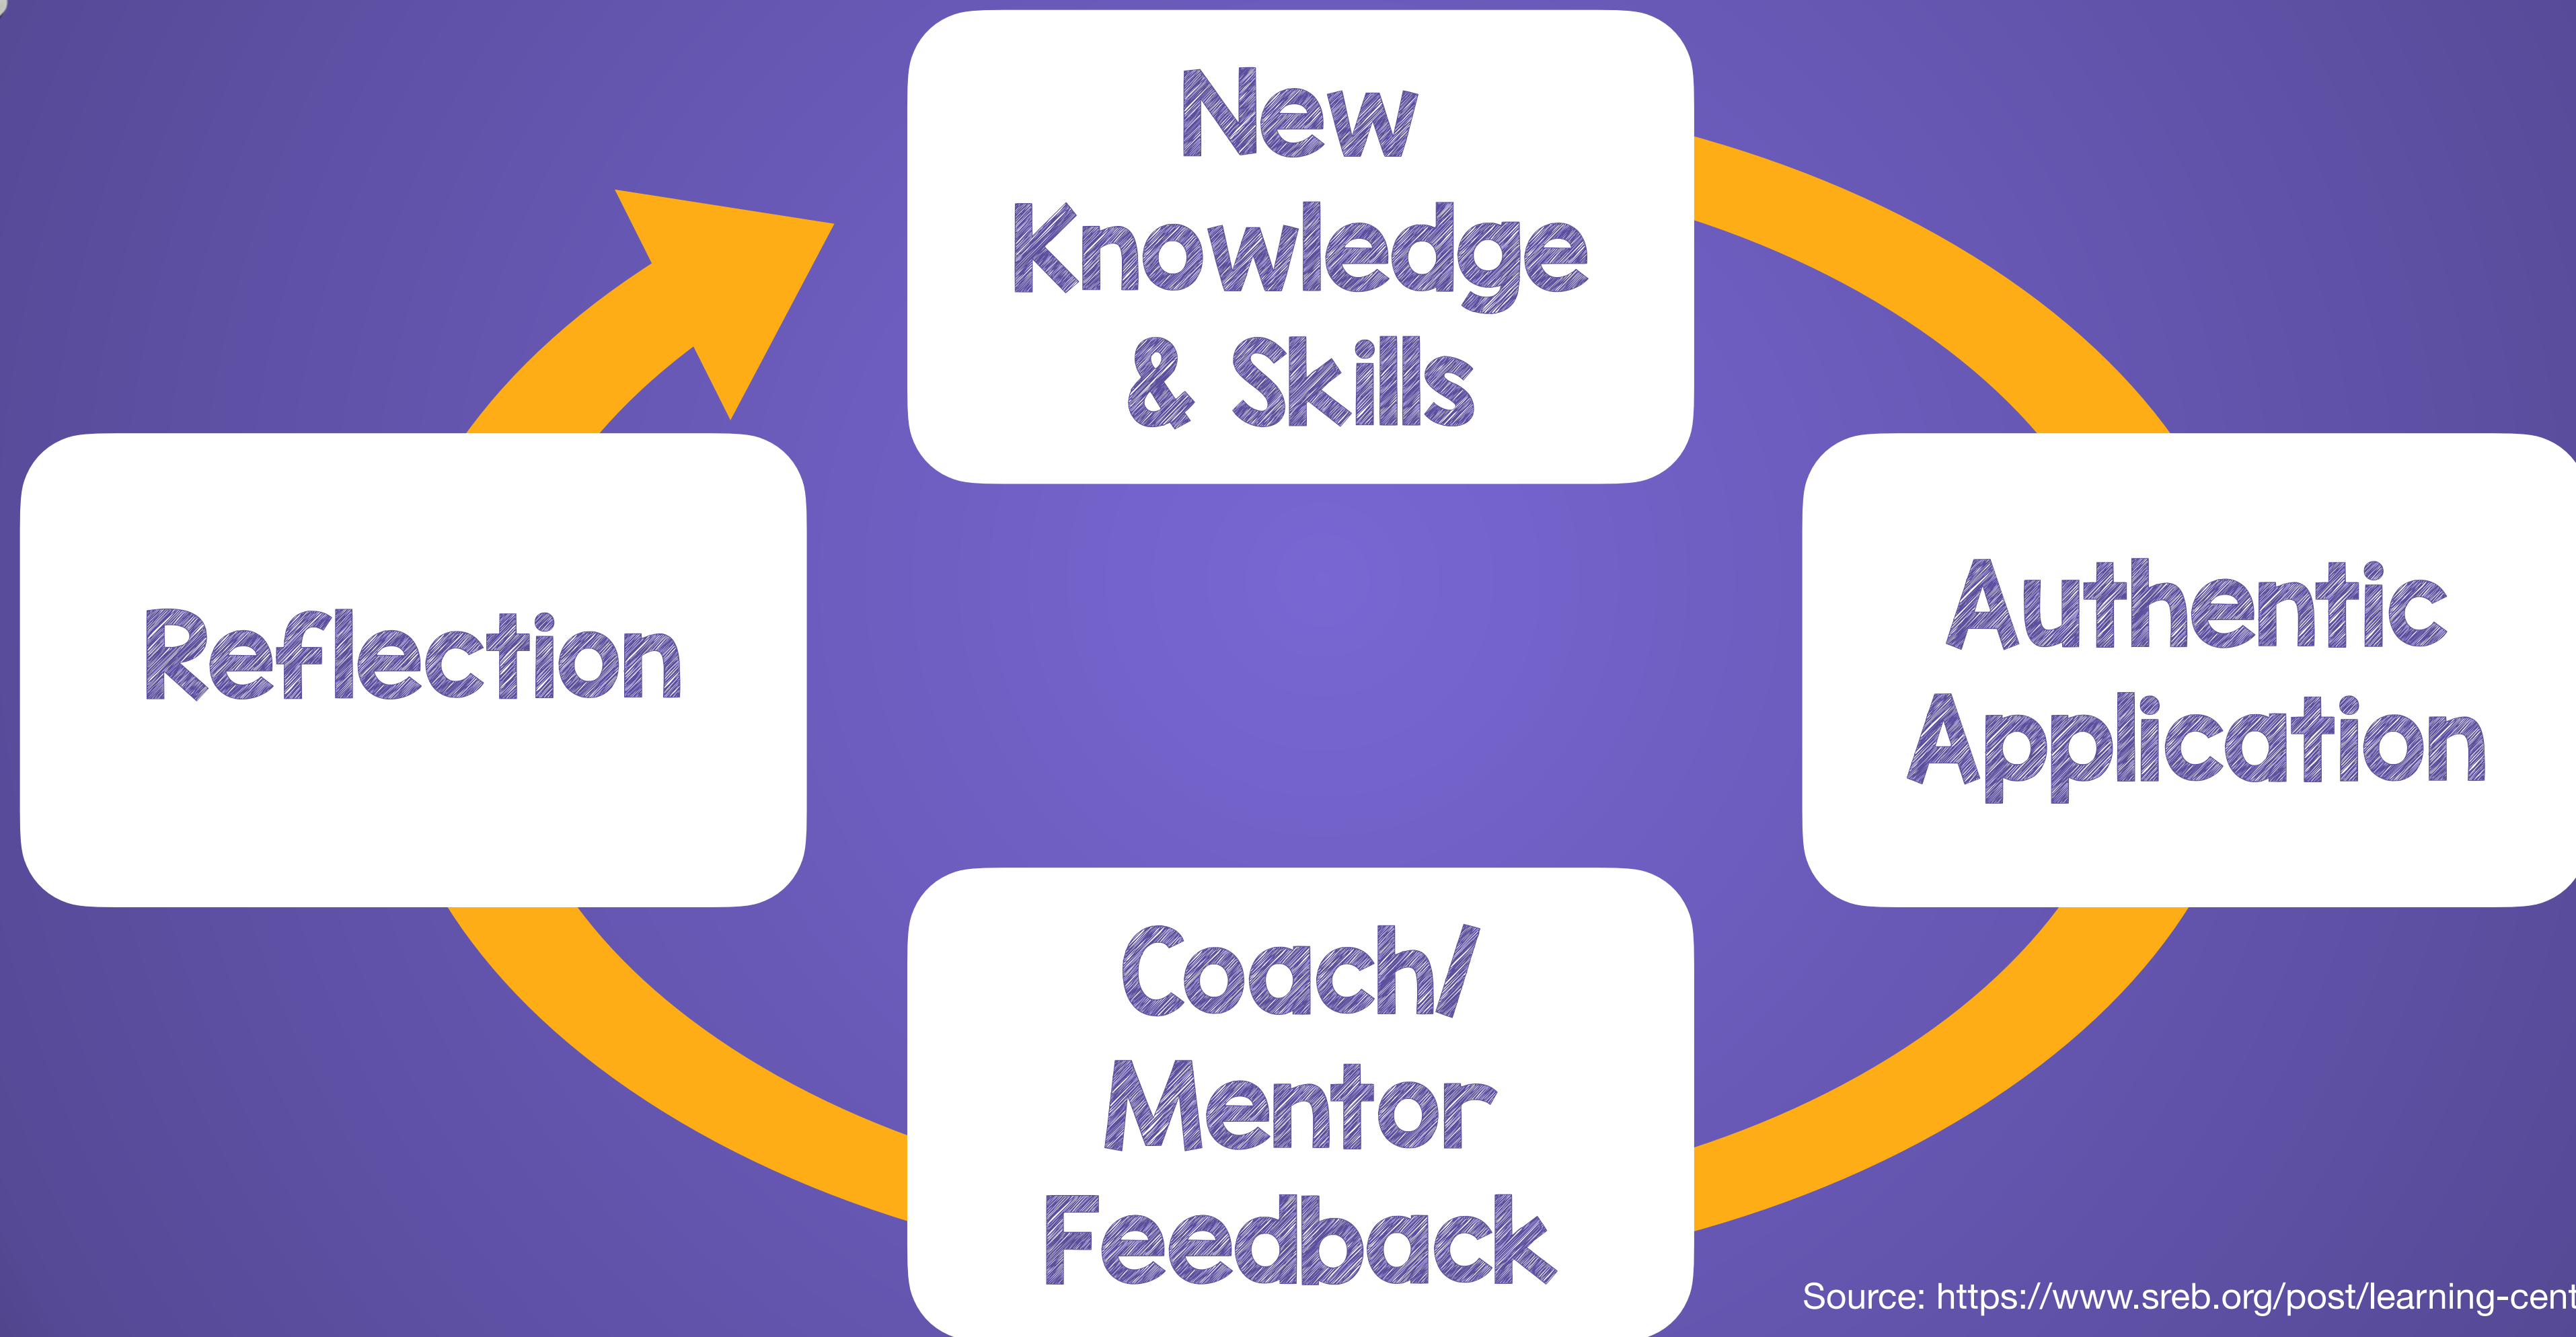 New
Knowledge
& Skills
Reflection
Authentic
Application
Coach/
Mentor
Feedback
Source: https://www.sreb.org/post/learning-cent